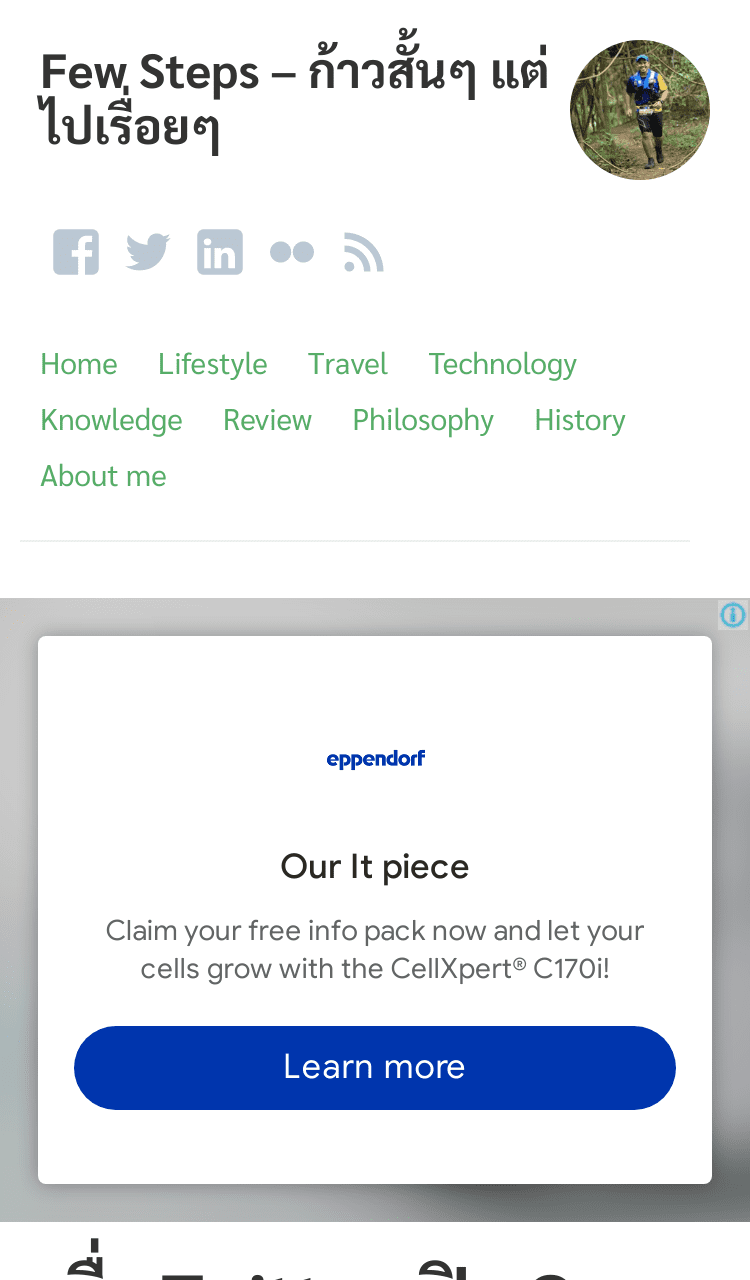 Few Steps – ก้าวสั้นๆ แต่
ไปเรื่อยๆ
Home Lifestyle Travel Technology
Knowledge Review Philosophy History
About me
eppendorf
Our It piece
Claim your free info pack now and let your
cells grow with the CellXpert® C170i!
Learn more